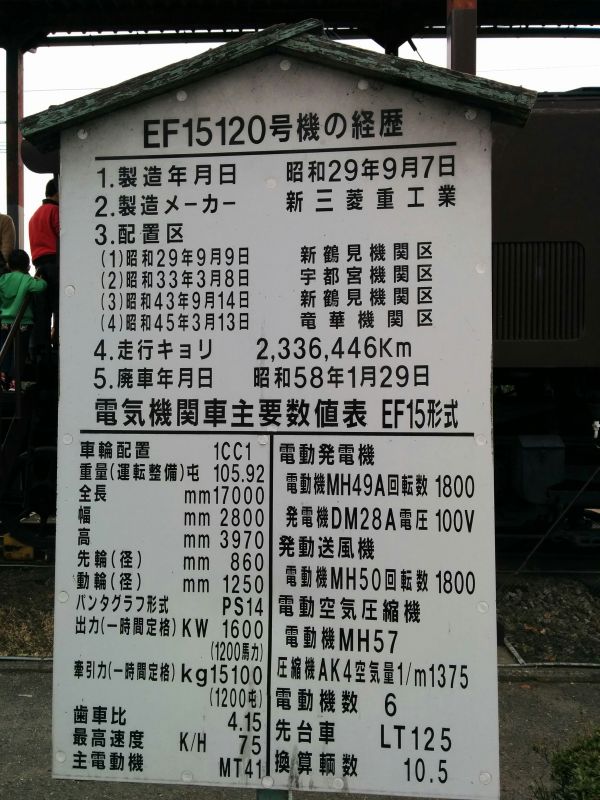 EF15120号機の経歴
1.製造年月日 昭和29年9月7日
2.製造メーカー 新三菱重工業
3.配置区
(1)昭和29年9月9日 新鶴見機関区
(2)昭和33年3月8日 宇都宮機関区
(3)昭和43年9月14日 新鶴見機関区
(4)昭和45年3月13日 竜華機関区
4.走行キョリ 2,336,446Km
5.廃車年月日 昭和58年1月29日
電気機関車主要数値表 EF15形式
車輪配置 1CC1
重量(運転整備)屯 105.92
全長 mm17000
幅 mm 2800
高 mm 3970
先輪(径) mm 860
動輪(径) mm 1250
パンタグラフ形式 PS14
出力(一時間定格) KW 1600
(1200馬力)
牽引力(一時間定格) kg15100
(1200屯)
歯車比 4.15
最高速度 K/H 75
主電動機 MT41
電動発電機
電動機MH49A回転数 1800
発電機DM28A電圧 100V
発動送風機
電動機MH50回転数 1800
電動空気圧縮機
電動機MH57
圧縮機AK4空気量1/m1375
電動機数 6
先台車 LT125
換算輌数 10.5